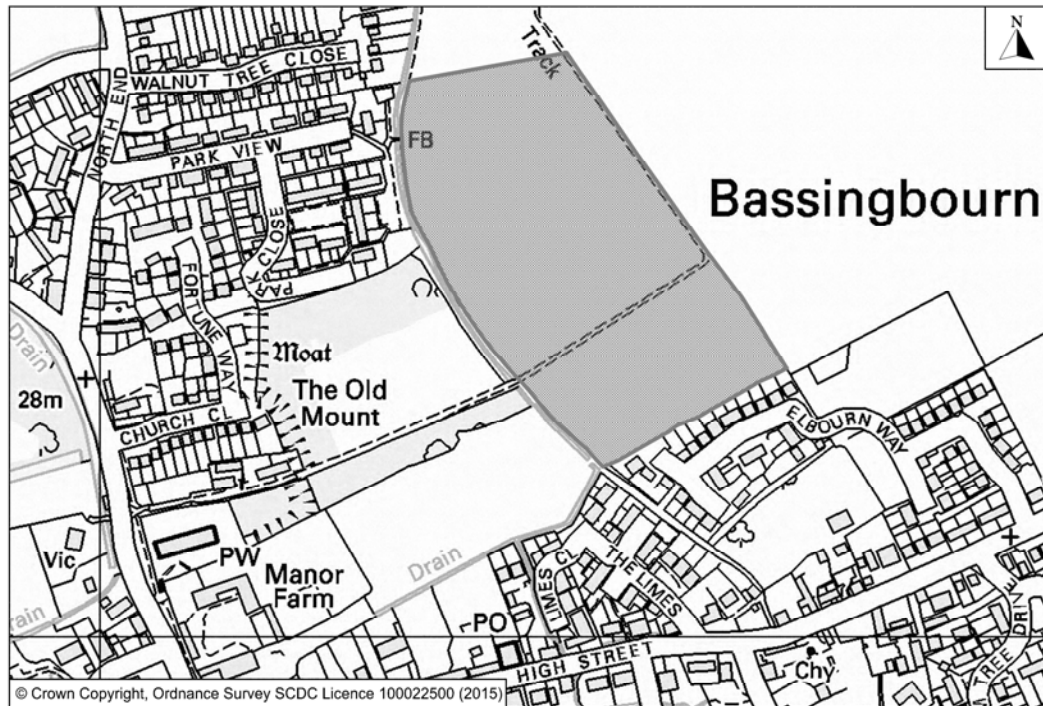 N
WALNUT TREE CLOSE
NORTH END
Track
FB
PARK VIEW
Bassingbourn
PARK CLOSE
FORTUNE WAY
Drain
Moat
28m
The Old
Mount
CHURCH CL
ELBOURN WAY
Vic
PW
Manor
Farm
Drain
LIMES CL
THE LIMES
PO
HIGH STREET
Chy
rain
M TREE DRIV
© Crown Copyright, Ordnance Survey SCDC Licence 100022500 (2015)